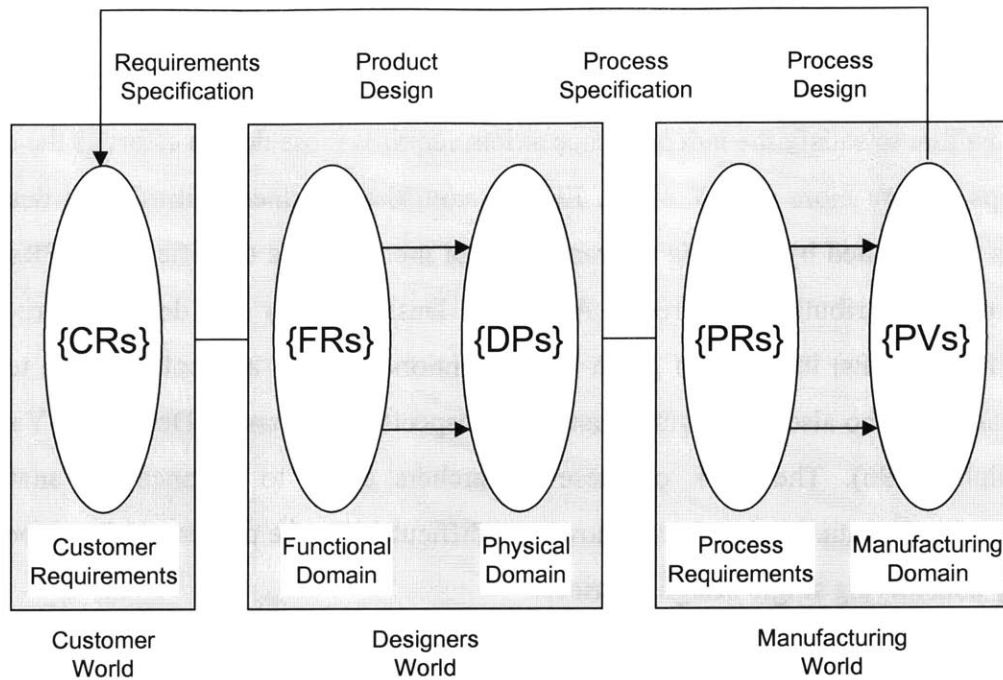 Requirements
Specification
Product
Design
Process
Specification
Process
Design
{CRs}
{FRs}
{DPs}
{PRs}
{PVs}
Customer
Requirements
Functional
Domain
Physical
Domain
Process
Requirements
Manufacturing
Domain
Customer
World
Designers
World
Manufacturing
World